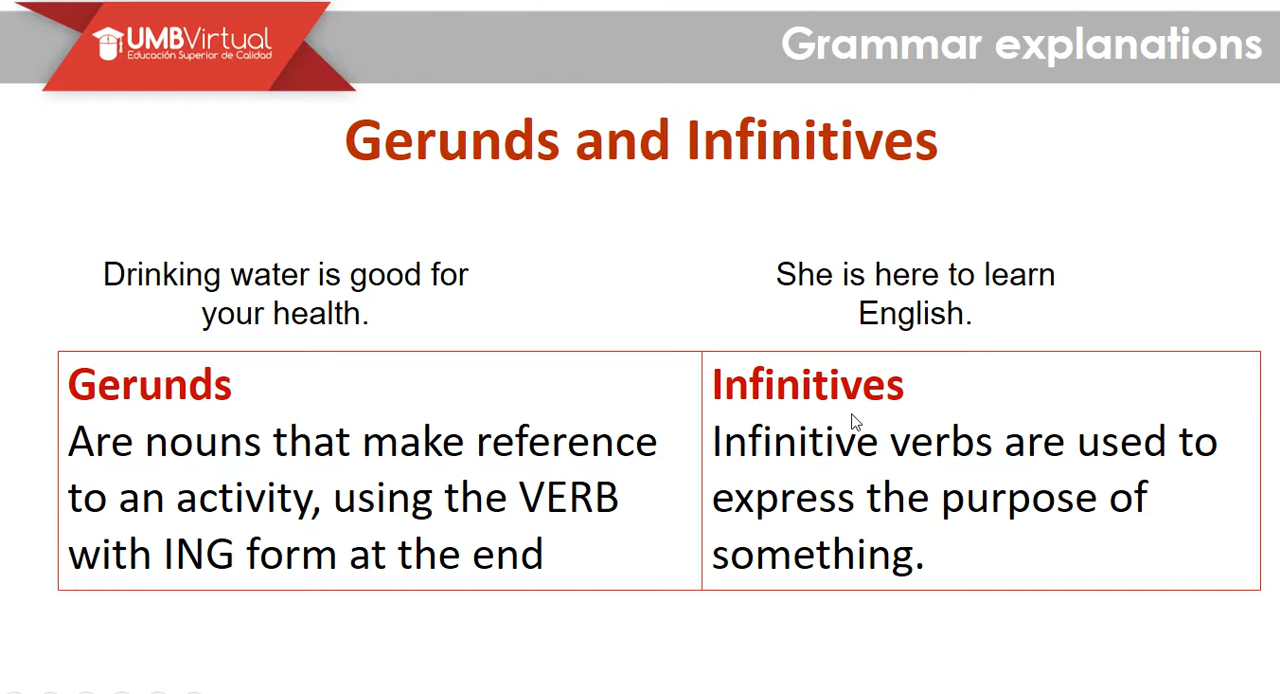 UMBVirtual
Educación Superior de Calidad
Grammar explanations
Gerunds and Infinitives
Drinking water is good for
your health.
She is here to learn
English.
Gerunds
Are nouns that make reference
to an activity, using the VERB
with ING form at the end
Infinitives
Infinitive verbs are used to
express the purpose of
something.